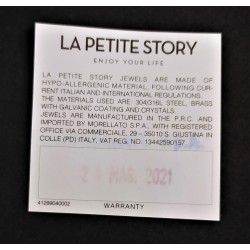 LA PETITE STORY
ENJOY YOUR LIFE
LA PETITE STORY JEWELS ARE MADE OF
HYPO-ALLERGENIC MATERIAL, FOLLOWING CUR-
RENT ITALIAN AND INTERNATIONAL REGULATIONS.
THE MATERIALS USED ARE: 304/316L STEEL, BRASS
WITH GALVANIC COATING AND CRYSTALS.
JEWELS ARE MANUFACTURED IN THE P.R.C. AND
IMPORTED BY MORELLATO S.P.A., WITH REGISTERED
OFFICE VIA COMMERCIALE, 29 - 35010 S. GIUSTINA IN
COLLE (PD) ITALY, VAT REG. NO. 13442590157
MAG. 2021
41299040002
WARRANTY